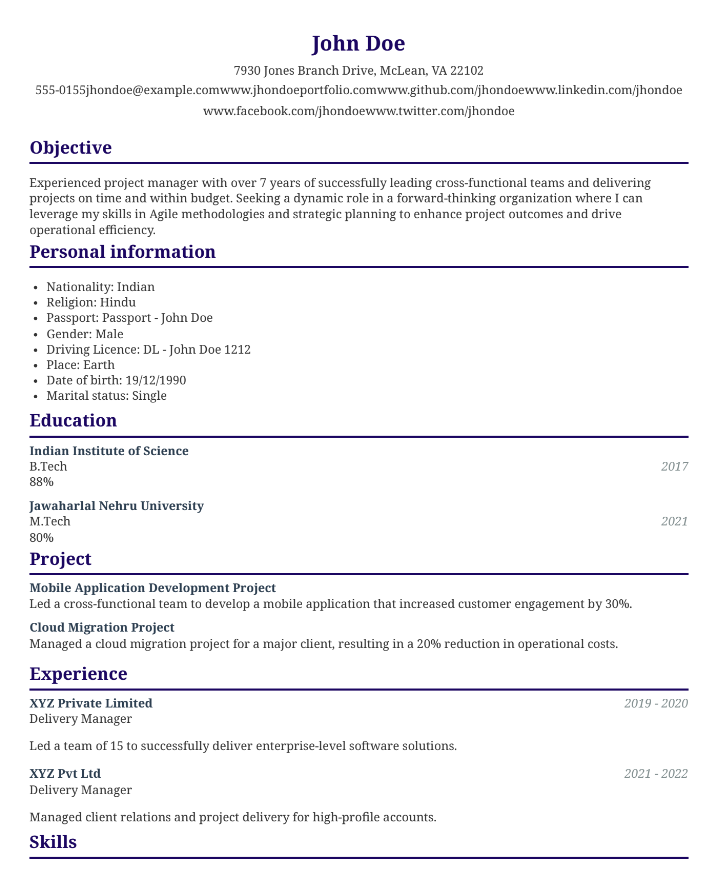 John Doe
7930 Jones Branch Drive, McLean, VA 22102
555-0155jhondoe@example.comwww.jhondoeportfolio.comwww.github.com/jhondoewww.linkedin.com/jhondoe
www.facebook.com/jhondoewww.twitter.com/jhondoe
Objective
Experienced project manager with over 7 years of successfully leading cross-functional teams and delivering
projects on time and within budget. Seeking a dynamic role in a forward-thinking organization where I can
leverage my skills in Agile methodologies and strategic planning to enhance project outcomes and drive
operational efficiency.
Personal information
• Nationality: Indian
• Religion: Hindu
• Passport: Passport - John Doe
• Gender: Male
• Driving Licence: DL - John Doe 1212
• Place: Earth
• Date of birth: 19/12/1990
• Marital status: Single
Education
Indian Institute of Science
B.Tech 2017
88%
Jawaharlal Nehru University
M.Tech 2021
80%
Project
Mobile Application Development Project
Led a cross-functional team to develop a mobile application that increased customer engagement by 30%.
Cloud Migration Project
Managed a cloud migration project for a major client, resulting in a 20% reduction in operational costs.
Experience
XYZ Private Limited 2019 - 2020
Delivery Manager
Led a team of 15 to successfully deliver enterprise-level software solutions.
XYZ Pvt Ltd 2021 - 2022
Delivery Manager
Managed client relations and project delivery for high-profile accounts.
Skills